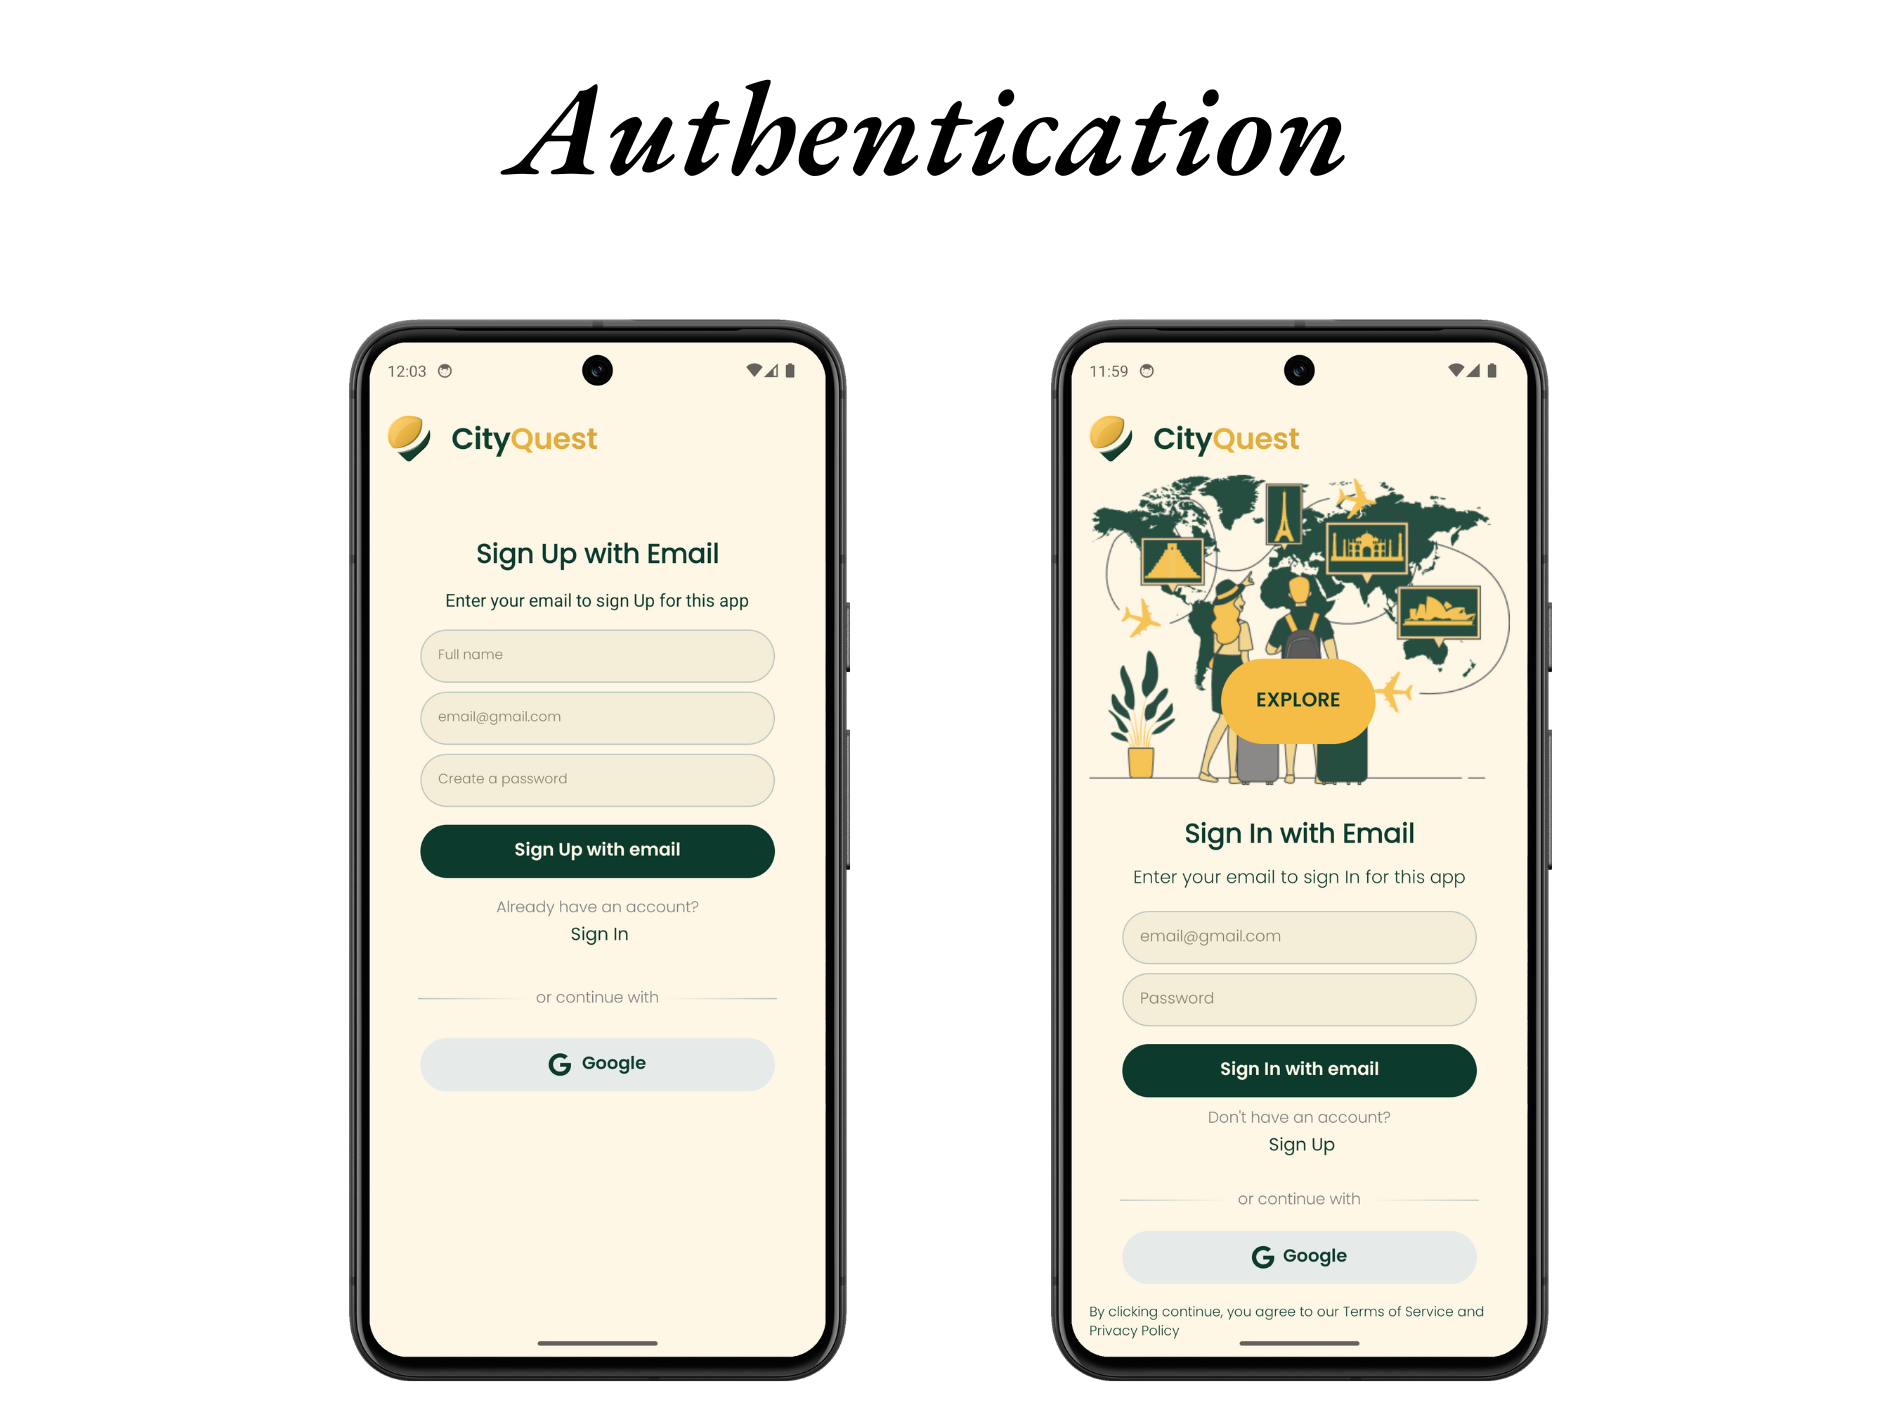 Authentication
12:03
CityQuest
Sign Up with Email
Enter your email to sign Up for this app
Full name
email@gmail.com
Create a password
Sign Up with email
Already have an account?
Sign In
or continue with
Google
11:59
CityQuest
EXPLORE
Sign In with Email
Enter your email to sign In for this app
email@gmail.com
Password
Sign In with email
Don't have an account?
Sign Up
or continue with
Google
By clicking continue, you agree to our Terms of Service and
Privacy Policy